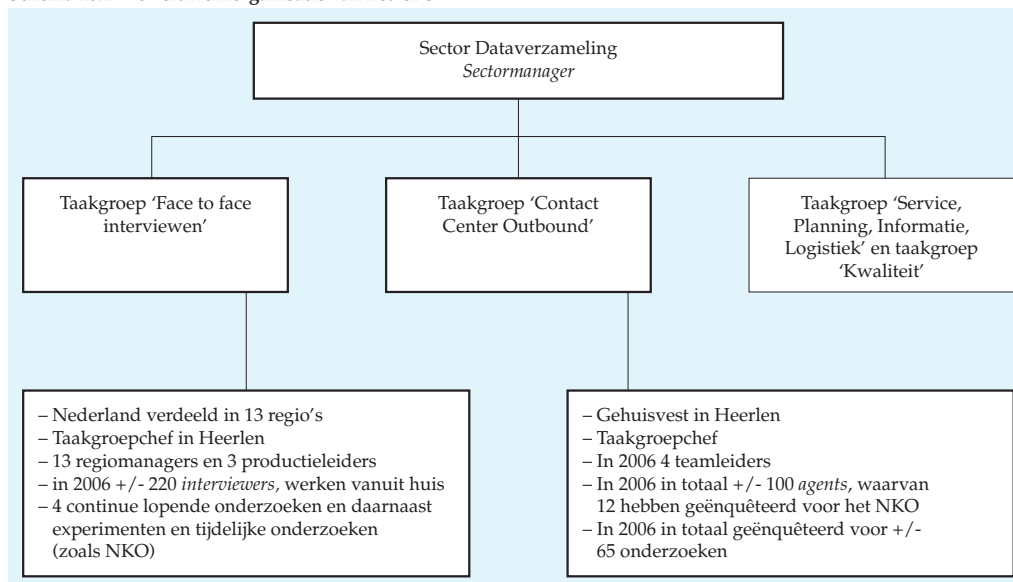 Sector Dataverzameling
Sectormanager
Taakgroep ‘Face to face
interviewen’
Taakgroep ‘Contact
Center Outbound’
Taakgroep ‘Service,
Planning, Informatie,
Logistiek’ en taakgroep
‘Kwaliteit’
– Nederland verdeeld in 13 regio's
– Taakgroepchef in Heerlen
– 13 regiomanagers en 3 productieleiders
– in 2006 +/- 220 interviewers, werken vanuit huis
– 4 continue lopende onderzoeken en daarnaast
experimenten en tijdelijke onderzoeken
(zoals NKO)
– Gehuisvest in Heerlen
– Taakgroepchef
– In 2006 4 teamleiders
– In 2006 in totaal +/- 100 agents, waarvan
12 hebben geënquêteerd voor het NKO
– In 2006 in totaal geënquêteerd voor +/-
65 onderzoeken